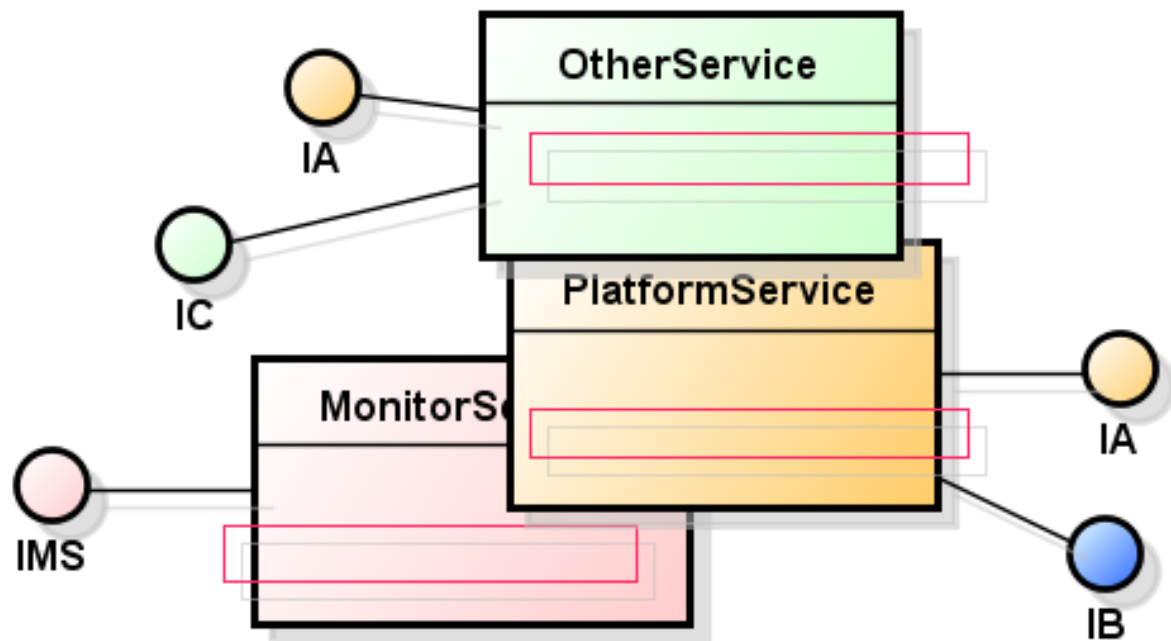 OtherService
IA
IC
PlatformService
MonitorSe
IA
IMS
IB